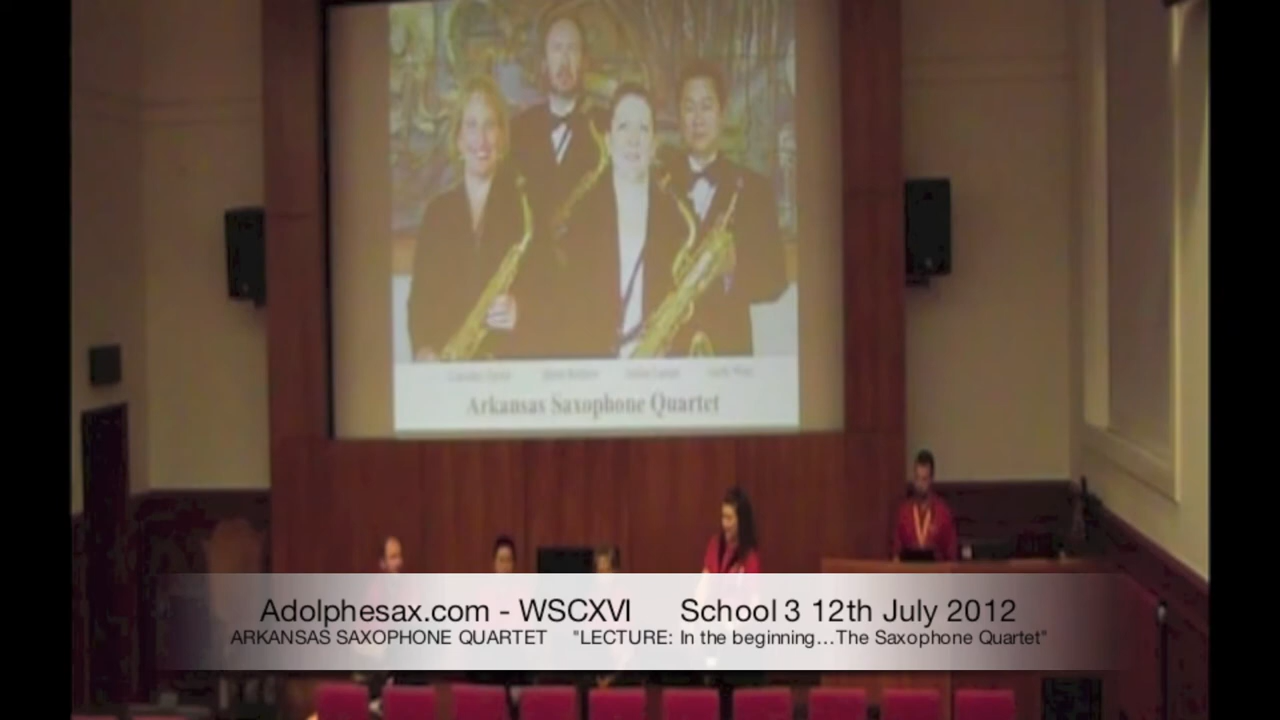 Arkansas Saxophone Quartet
Adolphesax.com - WSCXVI School 3 12th July 2012
ARKANSAS SAXOPHONE QUARTET "LECTURE: In the beginning...The Saxophone Quartet"